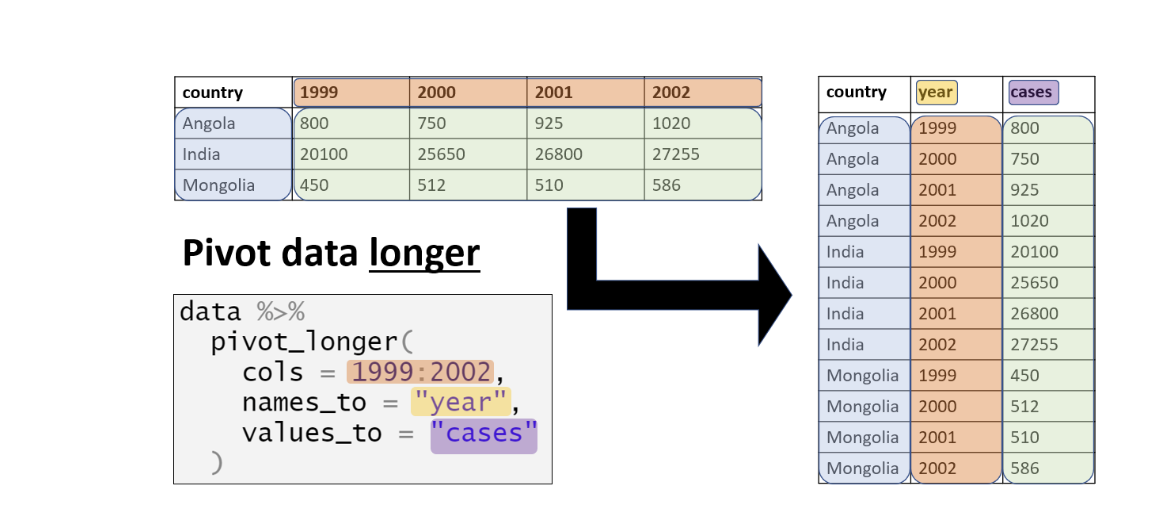 country 1999 2000 2001 2002
Angola 800 750 925 1020
India 20100 25650 26800 27255
Mongolia 450 512 510 586
Pivot data longer
data %>%
pivot_longer(
cols = 1999:2002,
names_to = "year",
values_to = "cases"
)
country year cases
Angola 1999 800
Angola 2000 750
Angola 2001 925
Angola 2002 1020
India 1999 20100
India 2000 25650
India 2001 26800
India 2002 27255
Mongolia 1999 450
Mongolia 2000 512
Mongolia 2001 510
Mongolia 2002 586